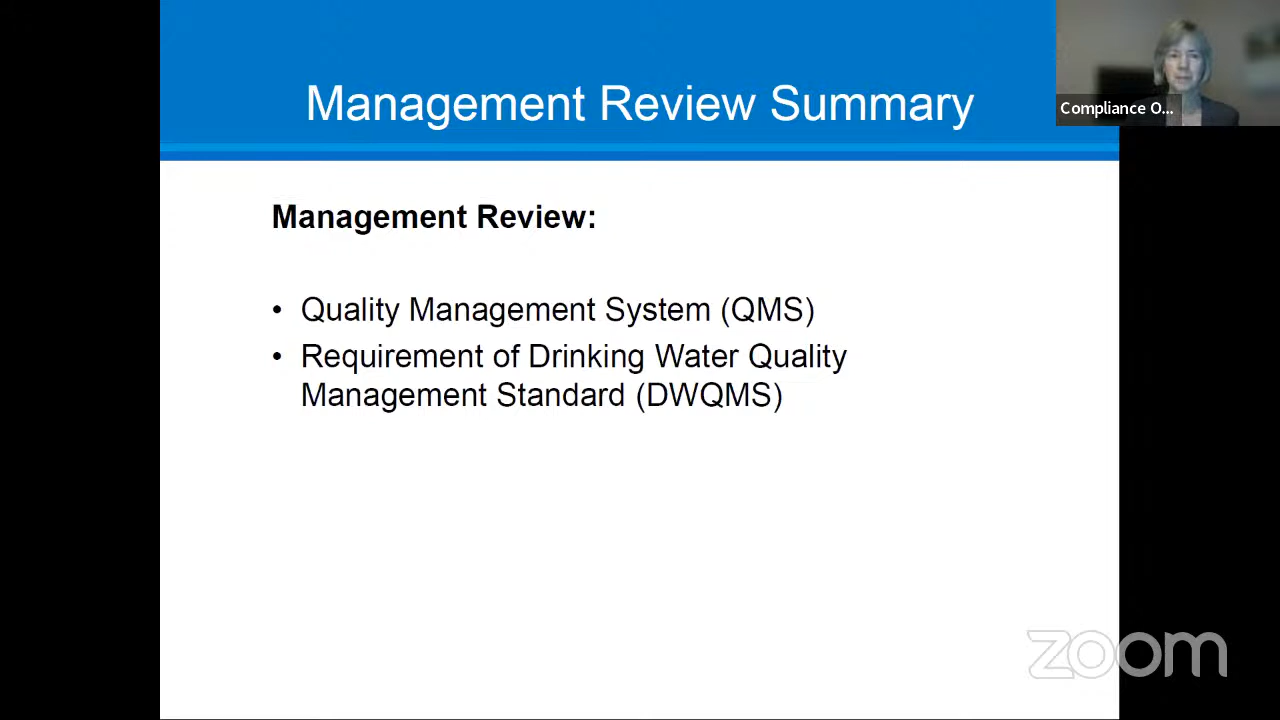 Management Review Summary
Compliance O...
Management Review:
• Quality Management System (QMS)
• Requirement of Drinking Water Quality
Management Standard (DWQMS)
zoom